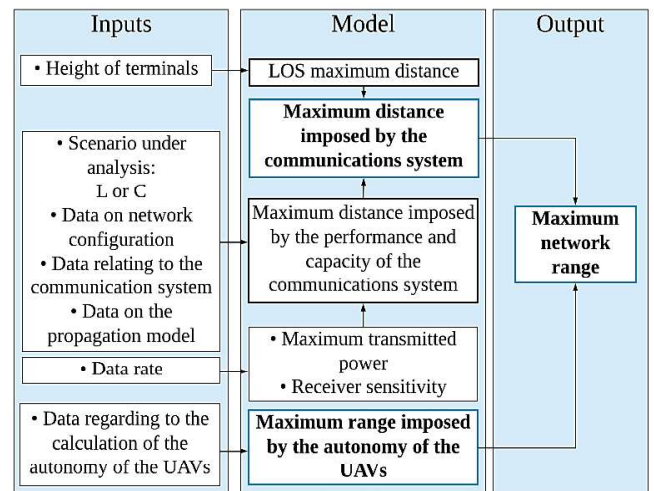 Inputs
• Height of terminals
• Scenario under
analysis:
L or C
• Data on network
configuration
• Data relating to the
communication system
• Data on the
propagation model
• Data rate
• Data regarding to the
calculation of the
autonomy of the UAVs
Model
LOS maximum distance
Maximum distance
imposed by the
communications system
Maximum distance imposed
by the performance and
capacity of the
communications system
• Maximum transmitted
power
• Receiver sensitivity
Maximum range imposed
by the autonomy of the
UAVs
Output
Maximum
network
range